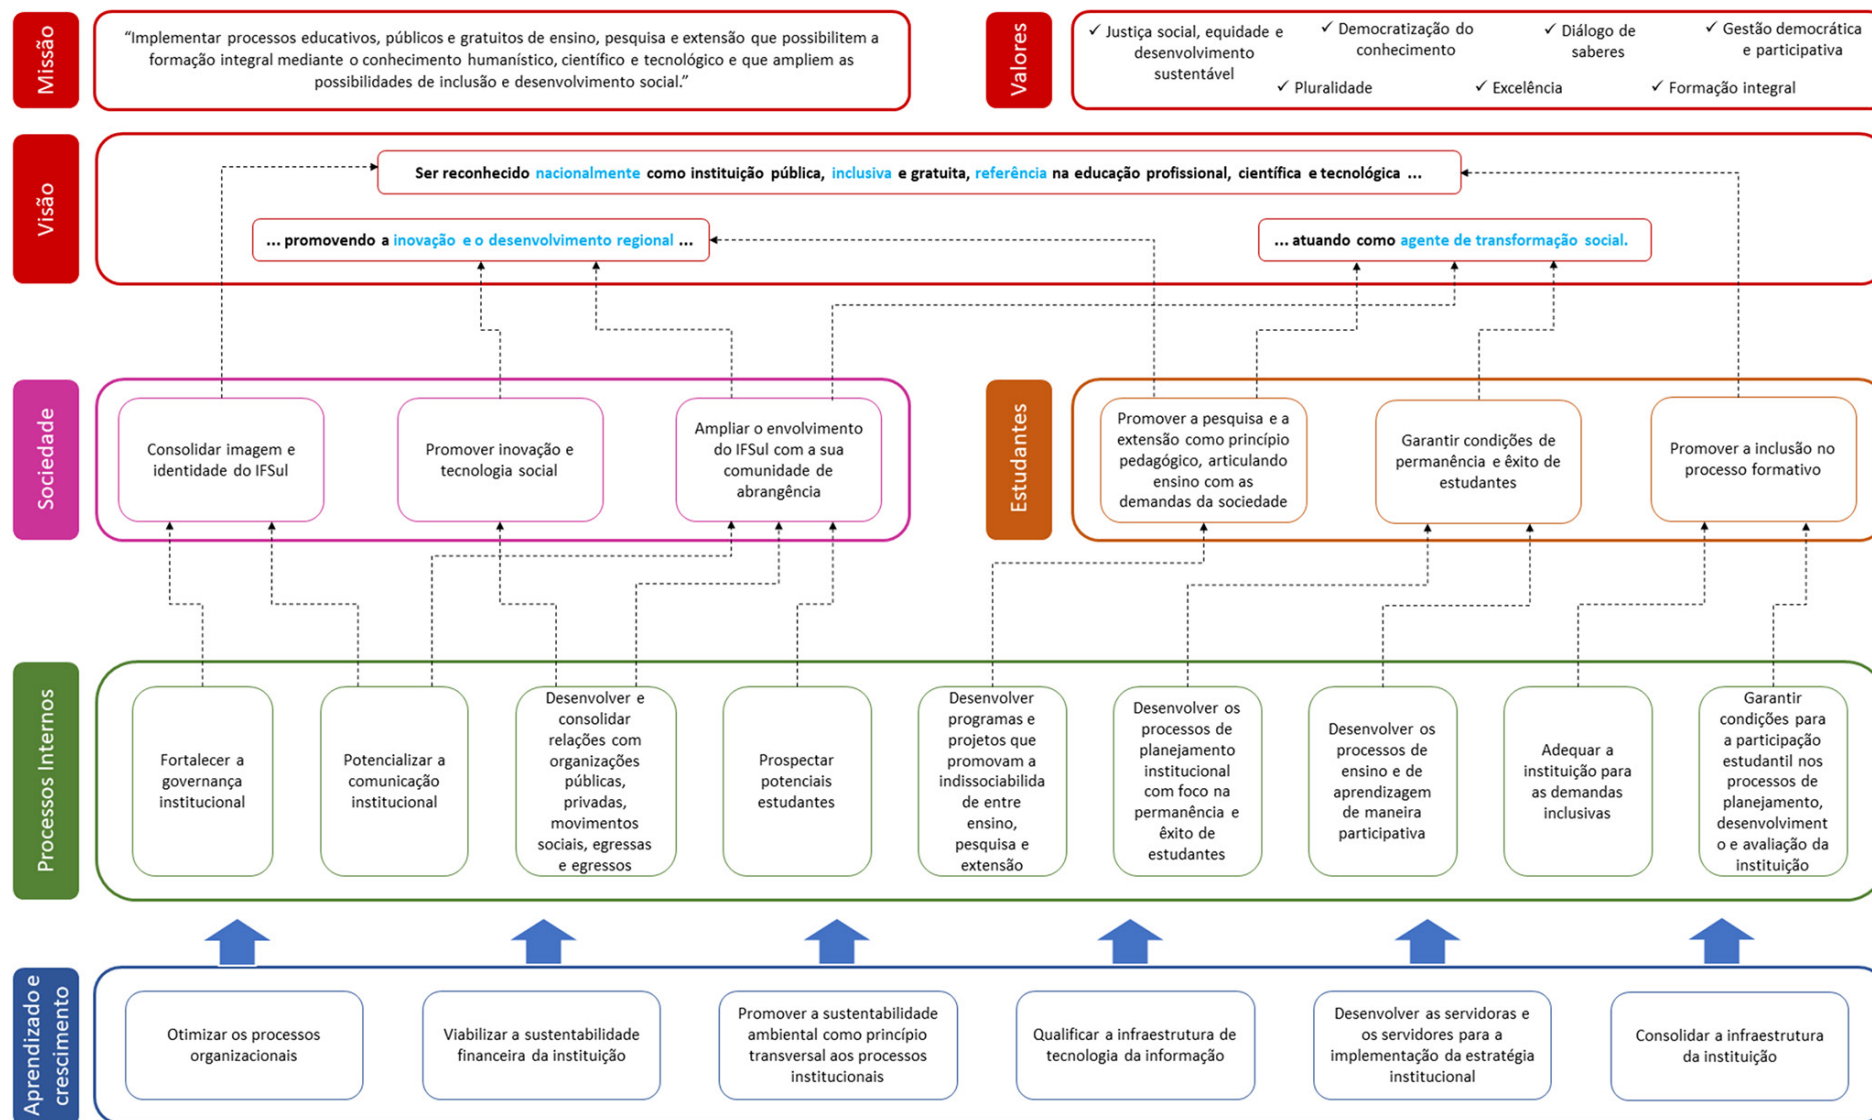 Missão
“Implementar processos educativos, públicos e gratuitos de ensino, pesquisa e extensão que possibilitem a
formação integral mediante o conhecimento humanístico, científico e tecnológico e que ampliem as
possibilidades de inclusão e desenvolvimento social.”
Valores
✓ Justiça social, equidade e
desenvolvimento
sustentável
✓ Democratização do
conhecimento
✓ Diálogo de
saberes
✓ Gestão democrática
e participativa
✓ Pluralidade
✓ Excelência
✓ Formação integral
Visão
Ser reconhecido nacionalmente como instituição pública, inclusiva e gratuita, referência na educação profissional, científica e tecnológica ...
... promovendo a inovação e o desenvolvimento regional ...
... atuando como agente de transformação social.
Sociedade
Consolidar imagem e
identidade do IFSul
Promover inovação e
tecnologia social
Ampliar o envolvimento
do IFSul com a sua
comunidade de
abrangência
Estudantes
Promover a pesquisa e a
extensão como princípio
pedagógico, articulando
ensino com as
demandas da sociedade
Garantir condições de
permanência e êxito de
estudantes
Promover a inclusão no
processo formativo
Processos Internos
Fortalecer a
governança
institucional
Potencializar a
comunicação
institucional
Desenvolver e
consolidar
relações com
organizações
públicas,
privadas,
movimentos
sociais, egressas
e egressos
Prospectar
potenciais
estudantes
Desenvolver
programas e
projetos que
promovam a
indissociabilida
de entre
ensino,
pesquisa e
extensão
Desenvolver os
processos de
planejamento
institucional
com foco na
permanência e
êxito de
estudantes
Desenvolver os
processos de
ensino e de
aprendizagem
de maneira
participativa
Adequar a
instituição para
as demandas
inclusivas
Garantir
condições para
a participação
estudantil nos
processos de
planejamento,
desenvolviment
o e avaliação da
instituição
Aprendizado e
crescimento
Otimizar os processos
organizacionais
Viabilizar a sustentabilidade
financeira da instituição
Promover a sustentabilidade
ambiental como princípio
transversal aos processos
institucionais
Qualificar a infraestrutura de
tecnologia da informação
Desenvolver as servidoras e
os servidores para a
implementação da estratégia
institucional
Consolidar a infraestrutura
da instituição